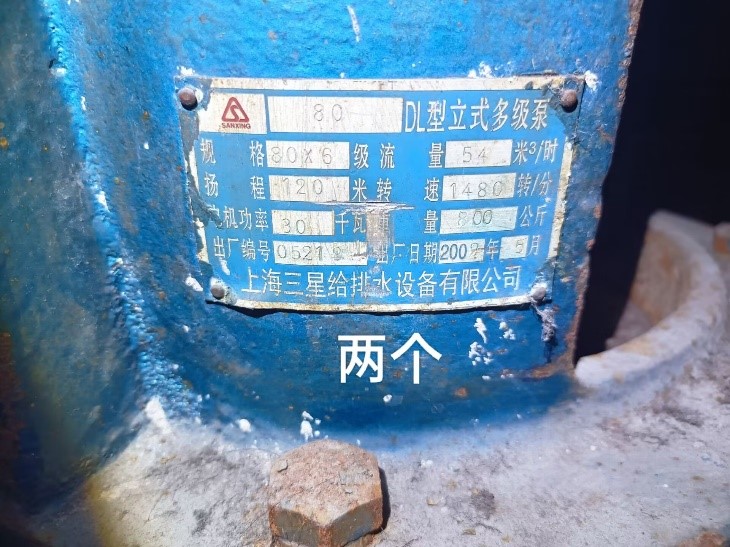 SANXING
80 DL型立式多级泵
规格 80X6 级 流量 54 米³/时
扬程 120 米 转速 1480 转/分
电机功率 30 千瓦 重量 600 公斤
出厂编号 0521 出厂日期 200 年 5月
上海三星给排水设备有限公司
两个